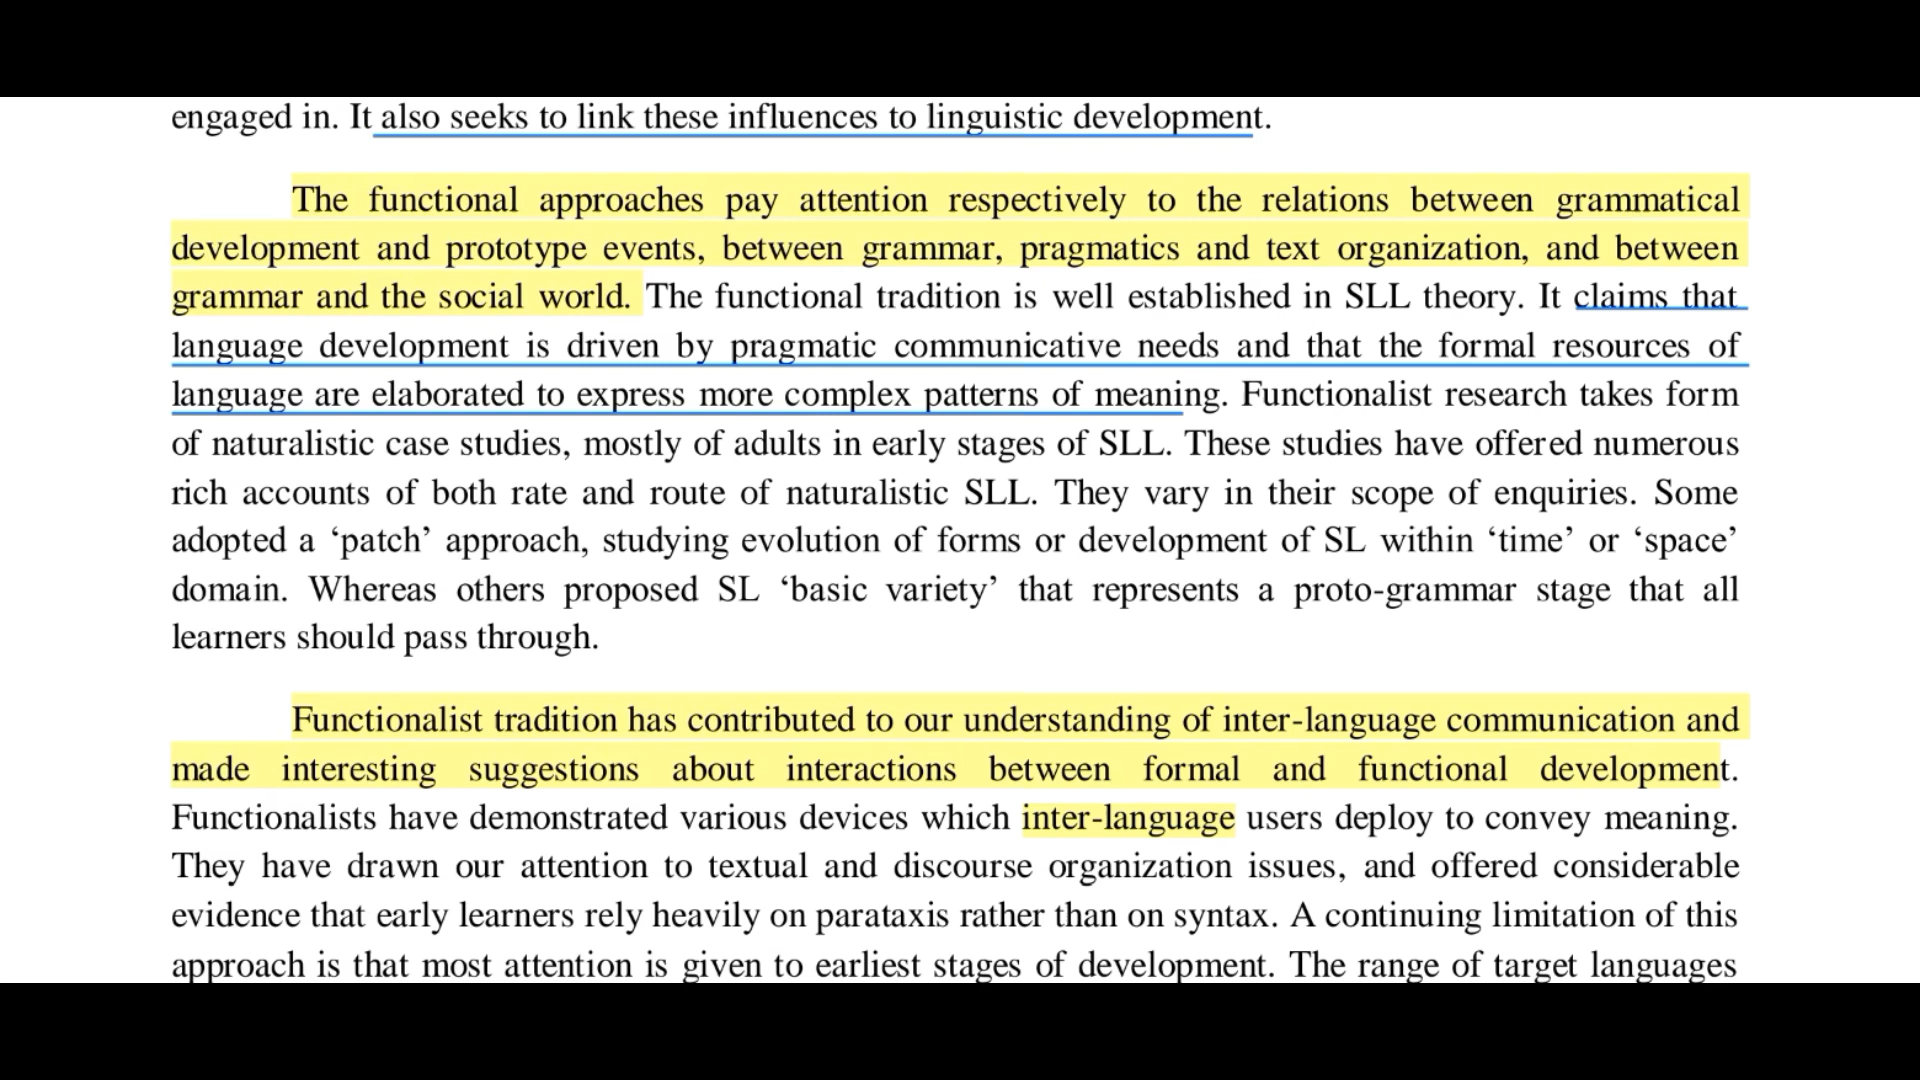 engaged in. It also seeks to link these influences to linguistic development.
The functional approaches pay attention respectively to the relations between grammatical
development and prototype events, between grammar, pragmatics and text organization, and between
grammar and the social world. The functional tradition is well established in SLL theory. It claims that
language development is driven by pragmatic communicative needs and that the formal resources of
language are elaborated to express more complex patterns of meaning. Functionalist research takes form
of naturalistic case studies, mostly of adults in early stages of SLL. These studies have offered numerous
rich accounts of both rate and route of naturalistic SLL. They vary in their scope of enquiries. Some
adopted a ‘patch’ approach, studying evolution of forms or development of SL within ‘time’ or ‘space’
domain. Whereas others proposed SL ‘basic variety’ that represents a proto-grammar stage that all
learners should pass through.
Functionalist tradition has contributed to our understanding of inter-language communication and
made interesting suggestions about interactions between formal and functional development.
Functionalists have demonstrated various devices which inter-language users deploy to convey meaning.
They have drawn our attention to textual and discourse organization issues, and offered considerable
evidence that early learners rely heavily on parataxis rather than on syntax. A continuing limitation of this
approach is that most attention is given to earliest stages of development. The range of target languages